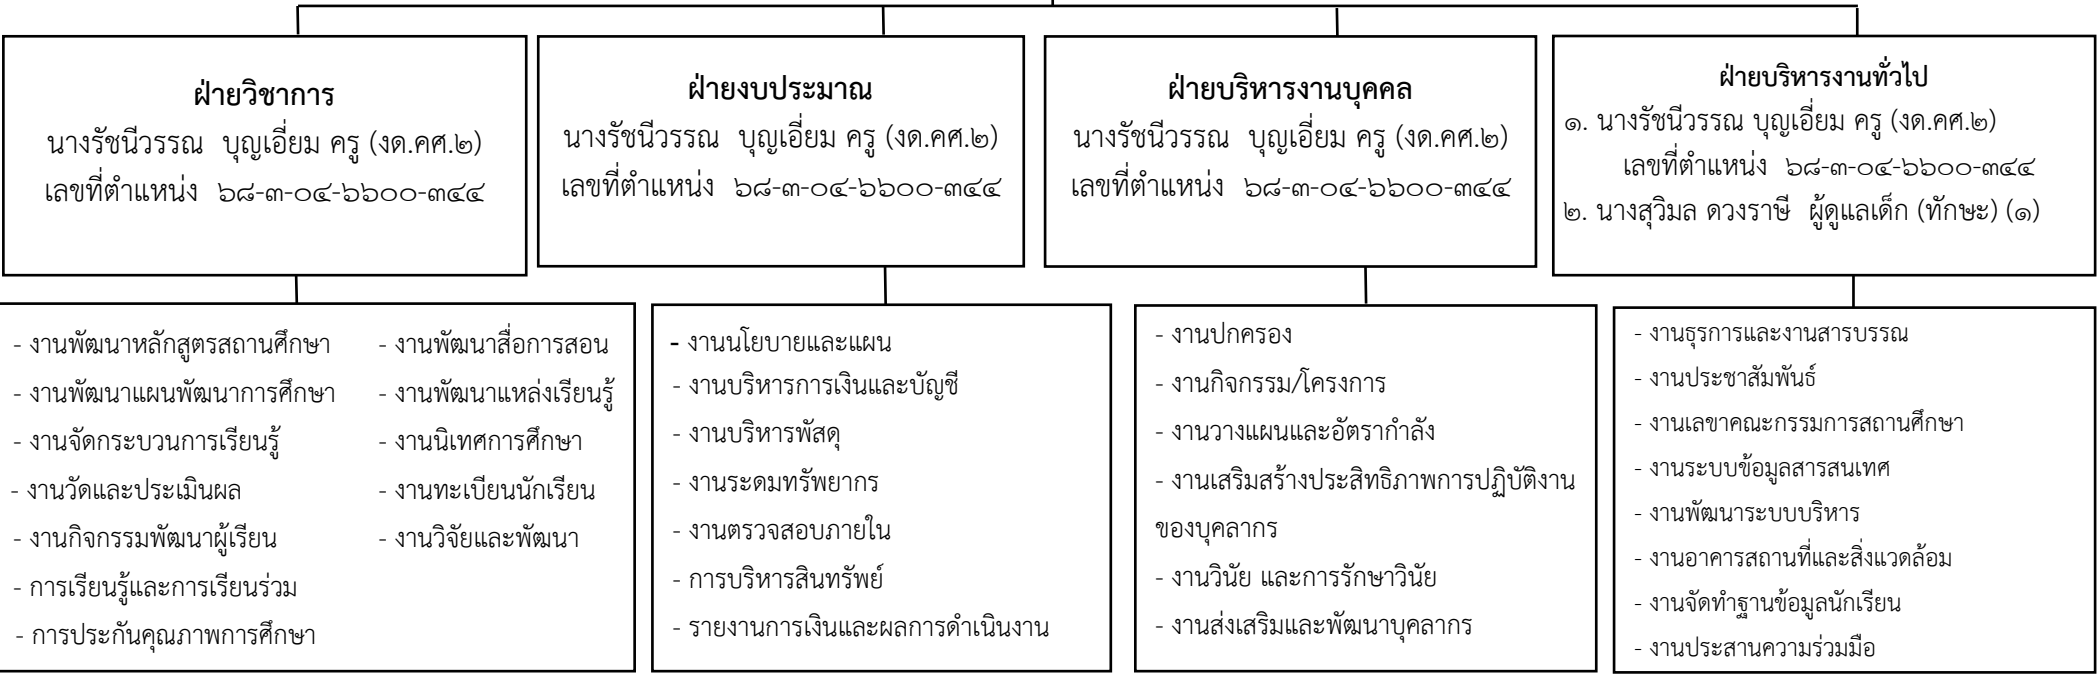 ฝ่ายวิชาการ
นางรัชนีวรรณ  บุญเอี่ยม ครู (งด.คศ.๒)
เลขที่ตำแหน่ง  ๖๘-๓-๐๔-๖๖๐๐-๓๔๔
ฝ่ายงบประมาณ
นางรัชนีวรรณ  บุญเอี่ยม ครู (งด.คศ.๒)
เลขที่ตำแหน่ง  ๖๘-๓-๐๔-๖๖๐๐-๓๔๔
ฝ่ายบริหารงานบุคคล
นางรัชนีวรรณ  บุญเอี่ยม ครู (งด.คศ.๒)
เลขที่ตำแหน่ง  ๖๘-๓-๐๔-๖๖๐๐-๓๔๔
ฝ่ายบริหารงานทั่วไป
๑. นางรัชนีวรรณ บุญเอี่ยม ครู (งด.คศ.๒)
เลขที่ตำแหน่ง  ๖๘-๓-๐๔-๖๖๐๐-๓๔๔
๒. นางสุวิมล ดวงราษี  ผู้ดูแลเด็ก (ทักษะ) (๑)
- งานพัฒนาหลักสูตรสถานศึกษา
- งานพัฒนาแผนพัฒนาการศึกษา
- งานจัดกระบวนการเรียนรู้
- งานวัดและประเมินผล
- งานกิจกรรมพัฒนาผู้เรียน
- การเรียนรู้และการเรียนร่วม
- การประกันคุณภาพการศึกษา
- งานพัฒนาสื่อการสอน
- งานพัฒนาแหล่งเรียนรู้
- งานนิเทศการศึกษา
- งานทะเบียนนักเรียน
- งานวิจัยและพัฒนา
- งานนโยบายและแผน
- งานบริหารการเงินและบัญชี
- งานบริหารพัสดุ
- งานระดมทรัพยากร
- งานตรวจสอบภายใน
- การบริหารสินทรัพย์
- รายงานการเงินและผลการดำเนินงาน
- งานปกครอง
- งานกิจกรรม/โครงการ
- งานวางแผนและอัตรากำลัง
- งานเสริมสร้างประสิทธิภาพการปฏิบัติงาน
ของบุคลากร
- งานวินัย และการรักษาวินัย
- งานส่งเสริมและพัฒนาบุคลากร
- งานธุรการและงานสารบรรณ
- งานประชาสัมพันธ์
- งานเลขาคณะกรรมการสถานศึกษา
- งานระบบข้อมูลสารสนเทศ
- งานพัฒนาระบบบริหาร
- งานอาคารสถานที่และสิ่งแวดล้อม
- งานจัดทำฐานข้อมูลนักเรียน
- งานประสานความร่วมมือ